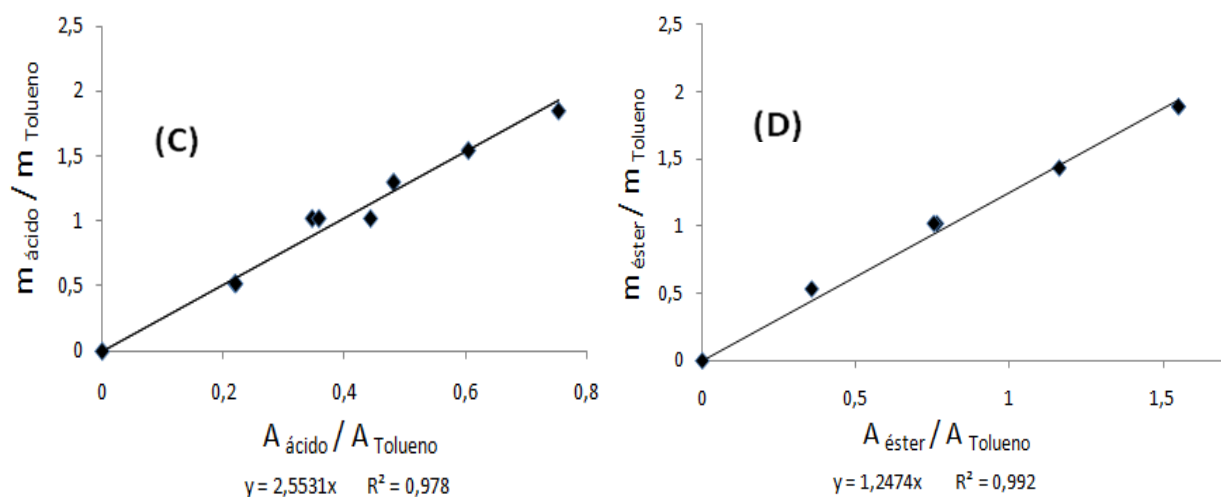 (C)
m ácido / m Tolueno
2,5
2
1,5
1
0,5
0
0 0,2 0,4 0,6 0,8
A ácido / A Tolueno
y = 2,5531x R² = 0,978
(D)
m éster / m Tolueno
2,5
2
1,5
1
0,5
0
0 0,5 1 1,5
A éster / A Tolueno
y = 1,2474x R² = 0,992